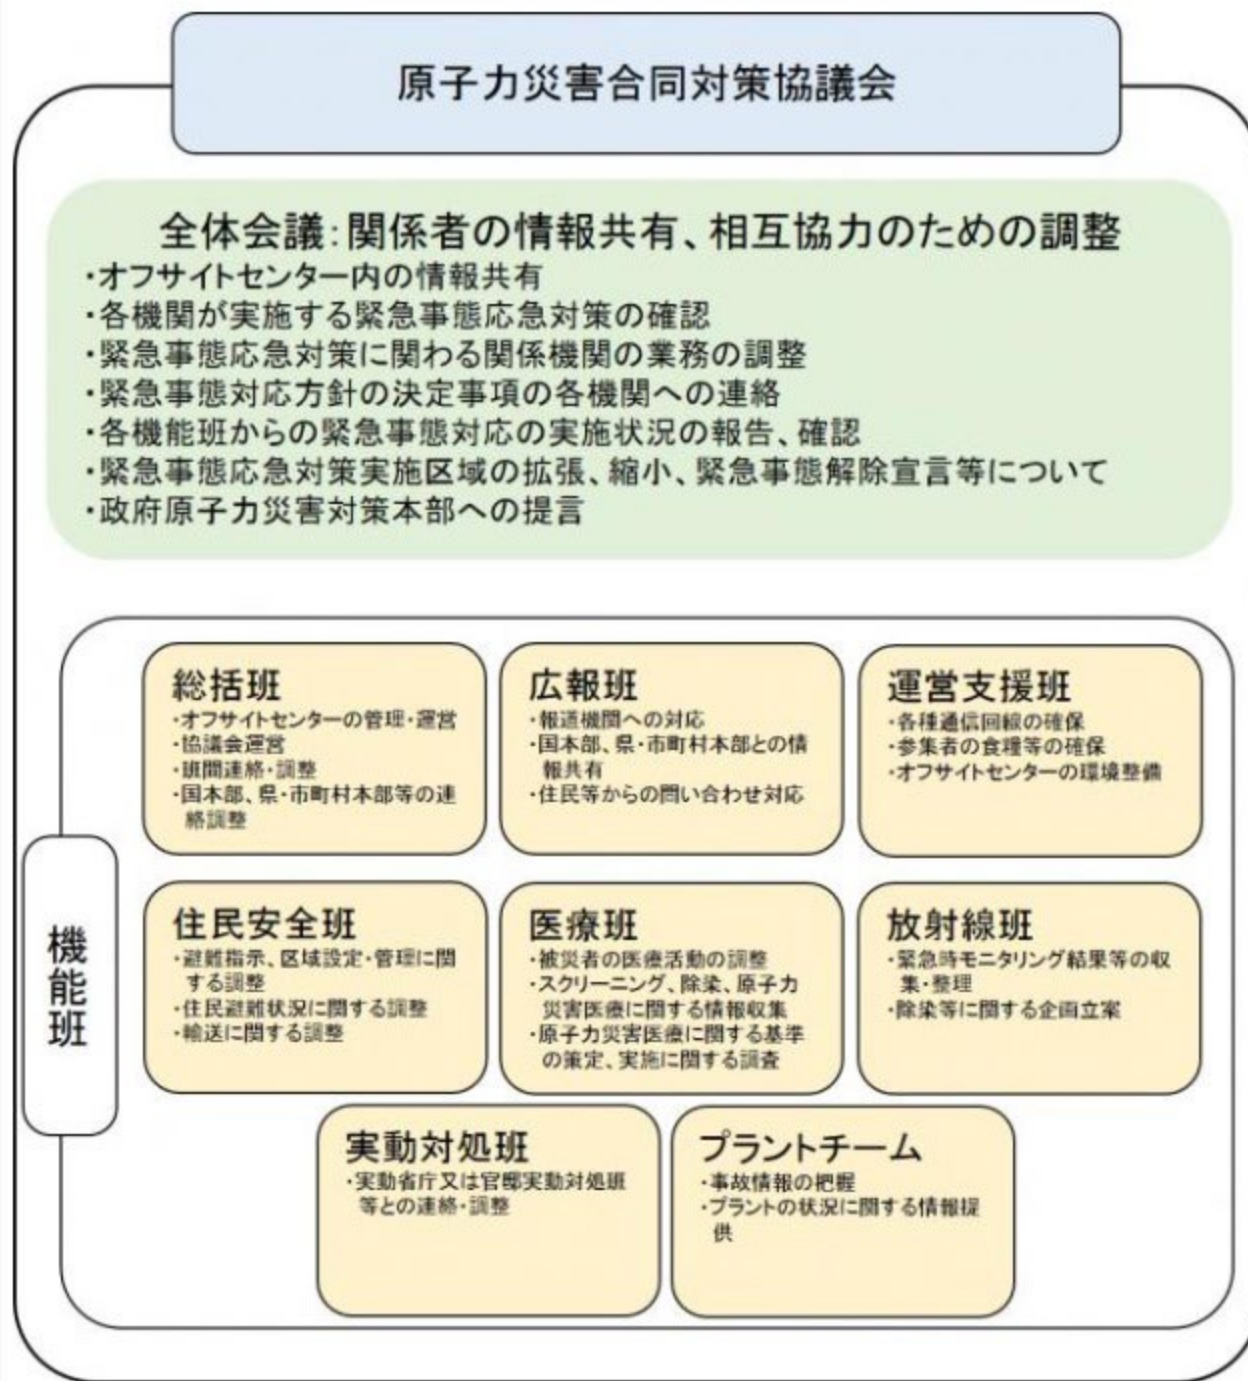 原子力災害合同対策協議会
全体会議:関係者の情報共有、相互協力のための調整
・オフサイトセンター内の情報共有
・各機関が実施する緊急事態応急対策の確認
・緊急事態応急対策に関わる関係機関の業務の調整
・緊急事態対応方針の決定事項の各機関への連絡
・各機能班からの緊急事態対応の実施状況の報告、確認
・緊急事態応急対策実施区域の拡張、縮小、緊急事態解除宣言等について
・政府原子力災害対策本部への提言
機能班
総括班
・オフサイトセンターの管理・運営
・協議会運営
・班間連絡・調整
・国本部、県・市町村本部等の連
絡調整
広報班
・報道機関への対応
・国本部、県・市町村本部との情
報共有
・住民等からの問い合わせ対応
運営支援班
・各種通信回線の確保
・参集者の食糧等の確保
・オフサイトセンターの環境整備
住民安全班
・避難指示、区域設定・管理に関
する調整
・住民避難状況に関する調整
・輸送に関する調整
医療班
・被災者の医療活動の調整
・スクリーニング、除染、原子力
災害医療に関する情報収集
・原子力災害医療に関する基準
の策定、実施に関する調査
放射線班
・緊急時モニタリング結果等の収
集・整理
・除染等に関する企画立案
実動対処班
・実動省庁又は官邸実動対処班
等との連絡・調整
プラントチーム
・事故情報の把握
・プラントの状況に関する情報提
供